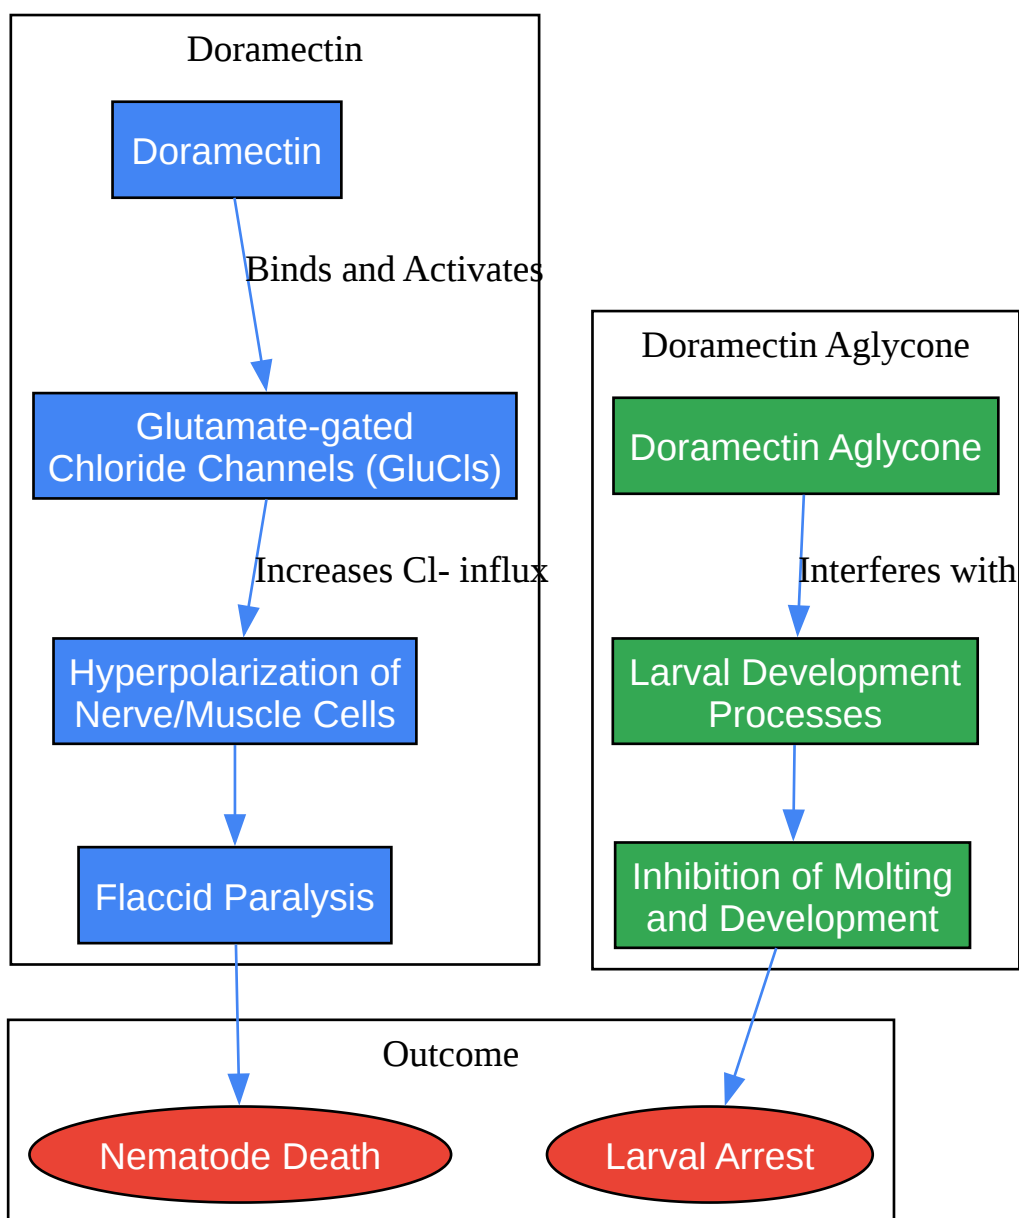 Doramectin
Doramectin
Binds and Activates
Glutamate-gated
Chloride Channels (GluCls)
Increases Cl- influx
Hyperpolarization of
Nerve/Muscle Cells
Flaccid Paralysis
Doramectin Aglycone
Doramectin Aglycone
Interferes with
Larval Development
Processes
Inhibition of Molting
and Development
Outcome
Nematode Death
Larval Arrest